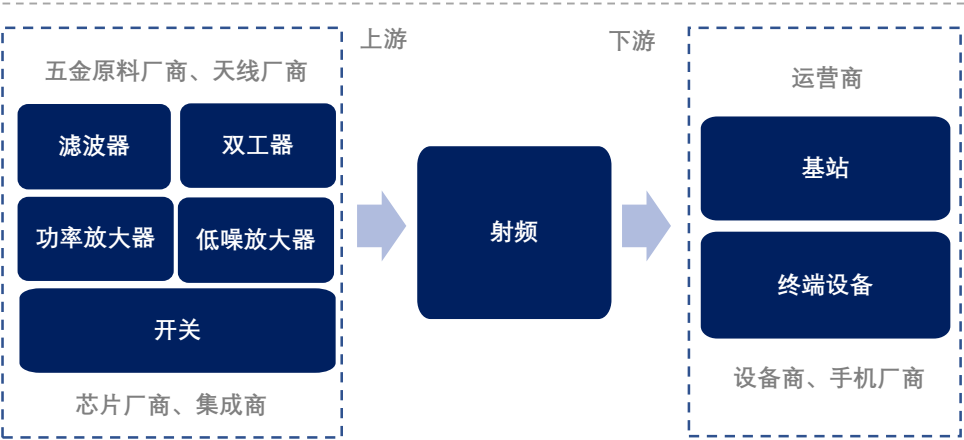 上游
下游
五金原料厂商、天线厂商
滤波器
双工器
功率放大器
低噪放大器
开关
芯片厂商、集成商
射频
运营商
基站
终端设备
设备商、手机厂商